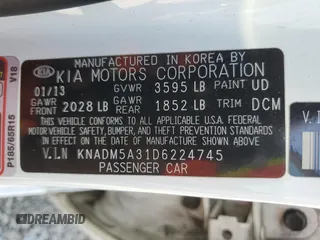 MANUFACTURED IN KOREA BY
KIA KIA MOTORS CORPORATION
01/13 GVWR 3595 LB PAINT UD
GAWR FRONT 2028 LB GAWR REAR 1852 LB TRIM DCM
THIS VEHICLE CONFORMS TO ALL APPLICABLE U.S.A FEDERAL
MOTOR VEHICLE SAFETY, BUMPER, AND THEFT PREVENTION
STANDARDS IN EFFECT ON THE DATE OF MANUFACTURE SHOWN ABOVE
V.I.N KNADM5A31D6224745
PASSENGER CAR
P185/65R15
V18
V.I
DREAMBID